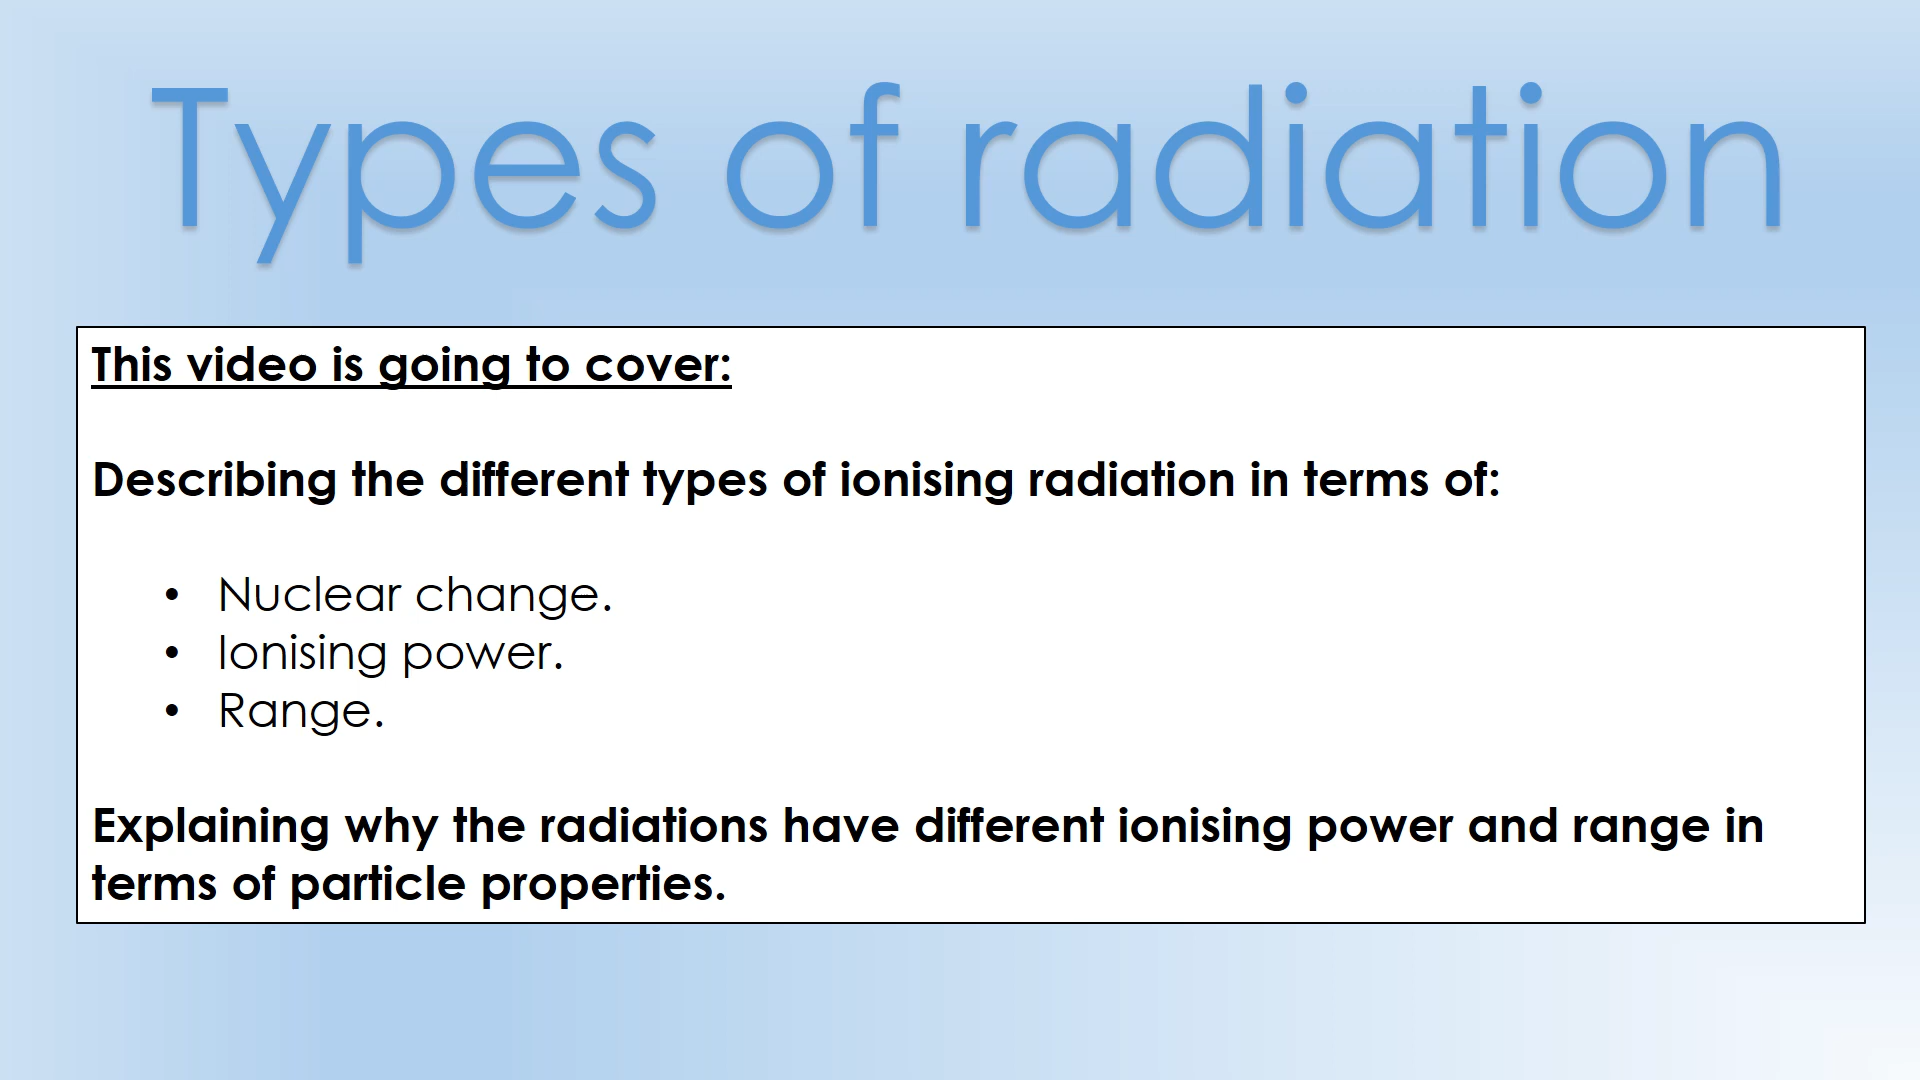 Types of radiation
This video is going to cover:
Describing the different types of ionising radiation in terms of:
• Nuclear change.
• Ionising power.
• Range.
Explaining why the radiations have different ionising power and range in
terms of particle properties.